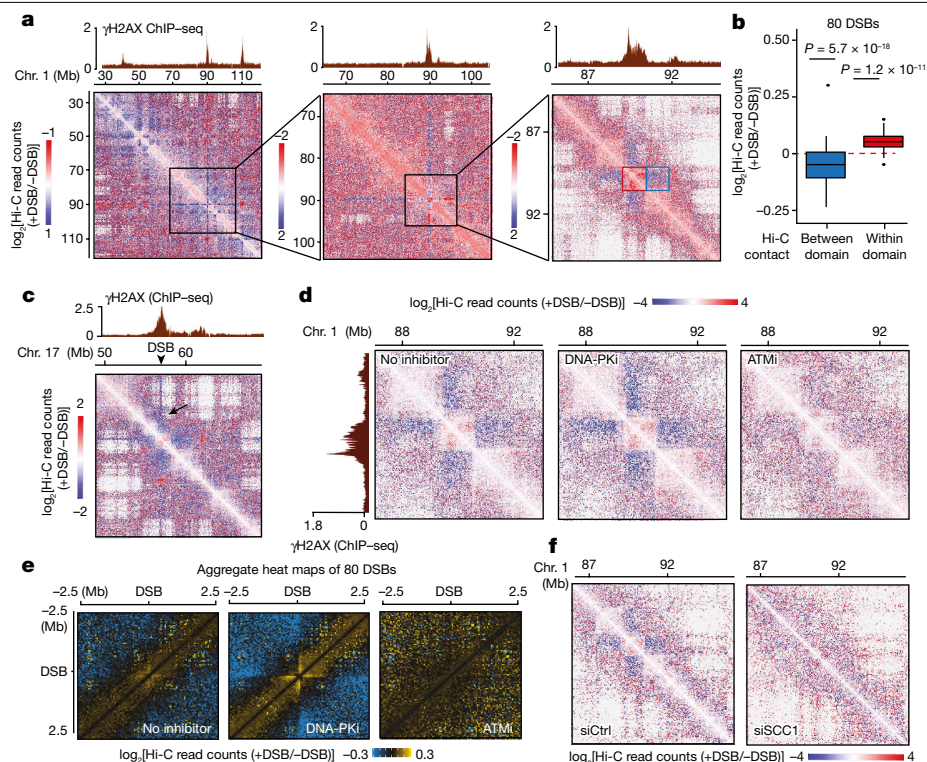 a
γH2AX ChIP–seq
2
0
Chr. 1 (Mb)
30 50 70 90 110
30
50
70
90
110
log2[Hi-C read counts
(+DSB/−DSB)]
−1
1
2
0
70 80 90 100
70
80
90
100
−2
2
2
0
87 92
87
92
−2
2
b
80 DSBs
0.50
P = 5.7 × 10−18
P = 1.2 × 10−11
0.25
0
−0.25
log2[Hi-C read counts
(+DSB/−DSB)]
Hi-C
contact
Between
domain
Within
domain
c
γH2AX (ChIP–seq)
2.5
0
Chr. 17 (Mb)
50 DSB 60
log2[Hi-C read counts
(+DSB/−DSB)]
2
−2
d
log2[Hi-C read counts (+DSB/−DSB)] −4 4
Chr. 1 (Mb)
88 92 88 92 88 92
No inhibitor DNA-PKi ATMi
1.8 0
γH2AX (ChIP–seq)
e
Aggregate heat maps of 80 DSBs
−2.5 (Mb) DSB 2.5 −2.5 DSB 2.5 −2.5 DSB 2.5
−2.5
(Mb)
DSB
2.5
No inhibitor DNA-PKi ATMi
log2[Hi-C read counts (+DSB/−DSB)] −0.3 0.3
f
Chr. 1
(Mb)
87 92 87 92
siCtrl siSCC1
log2[Hi-C read counts (+DSB/−DSB)] −4 4